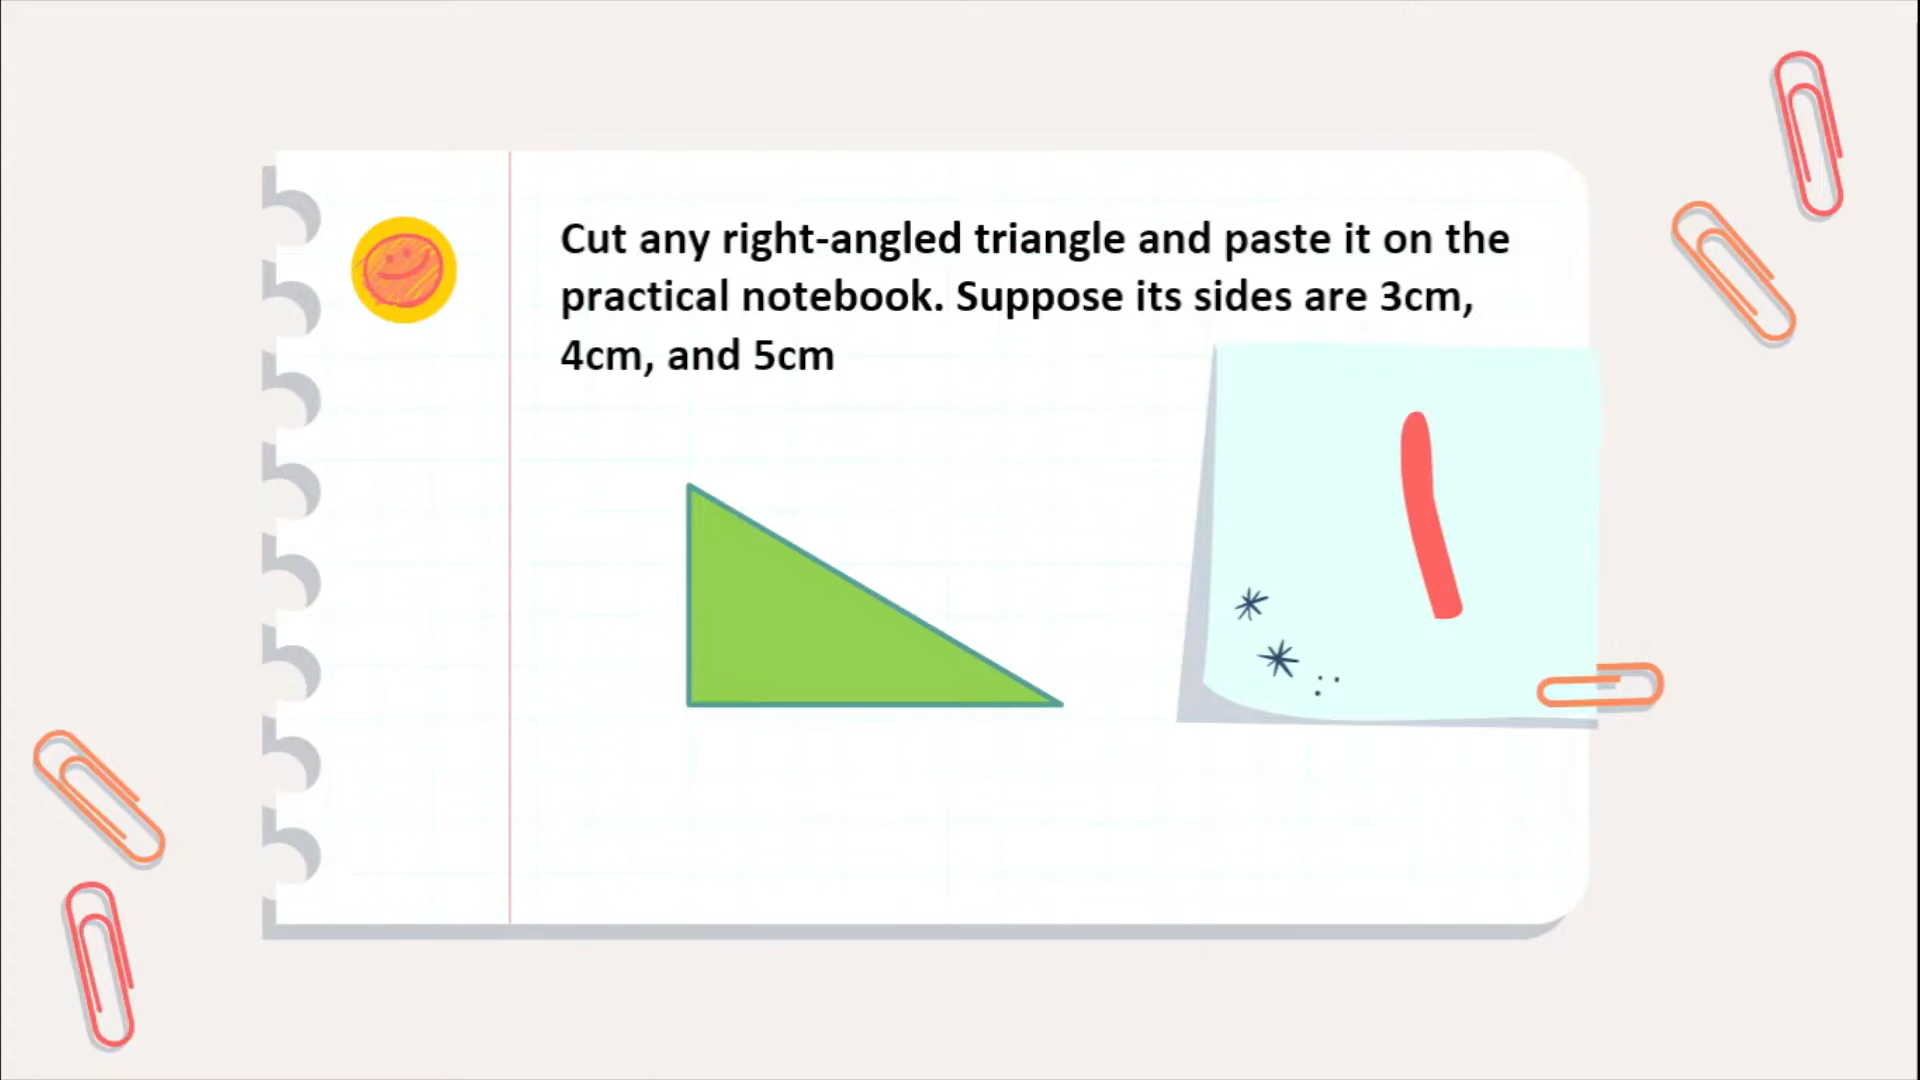 Cut any right-angled triangle and paste it on the
practical notebook. Suppose its sides are 3cm,
4cm, and 5cm
1